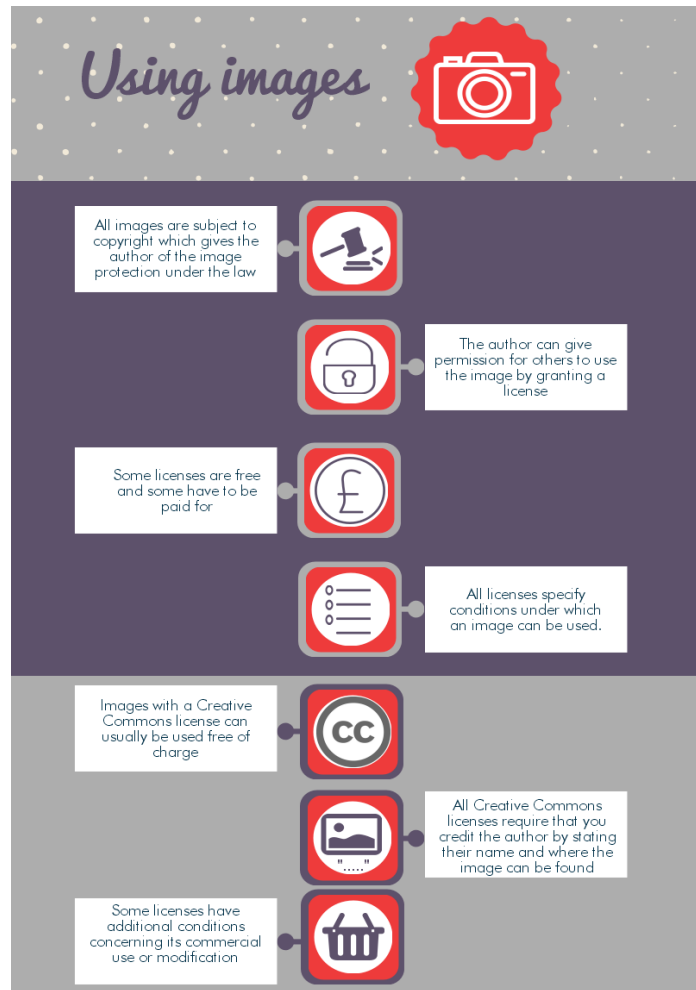 Using images
All images are subject to
copyright which gives the
author of the image
protection under the law
The author can give
permission for others to use
the image by granting a
license
£
Some licenses are free
and some have to be
paid for
All licenses specify
conditions under which
an image can be used.
Images with a Creative
Commons license can
usually be used free of
charge
CC
All Creative Commons
licenses require that you
credit the author by stating
their name and where the
image can be found
"....."
Some licenses have
additional conditions
concerning its commercial
use or modification